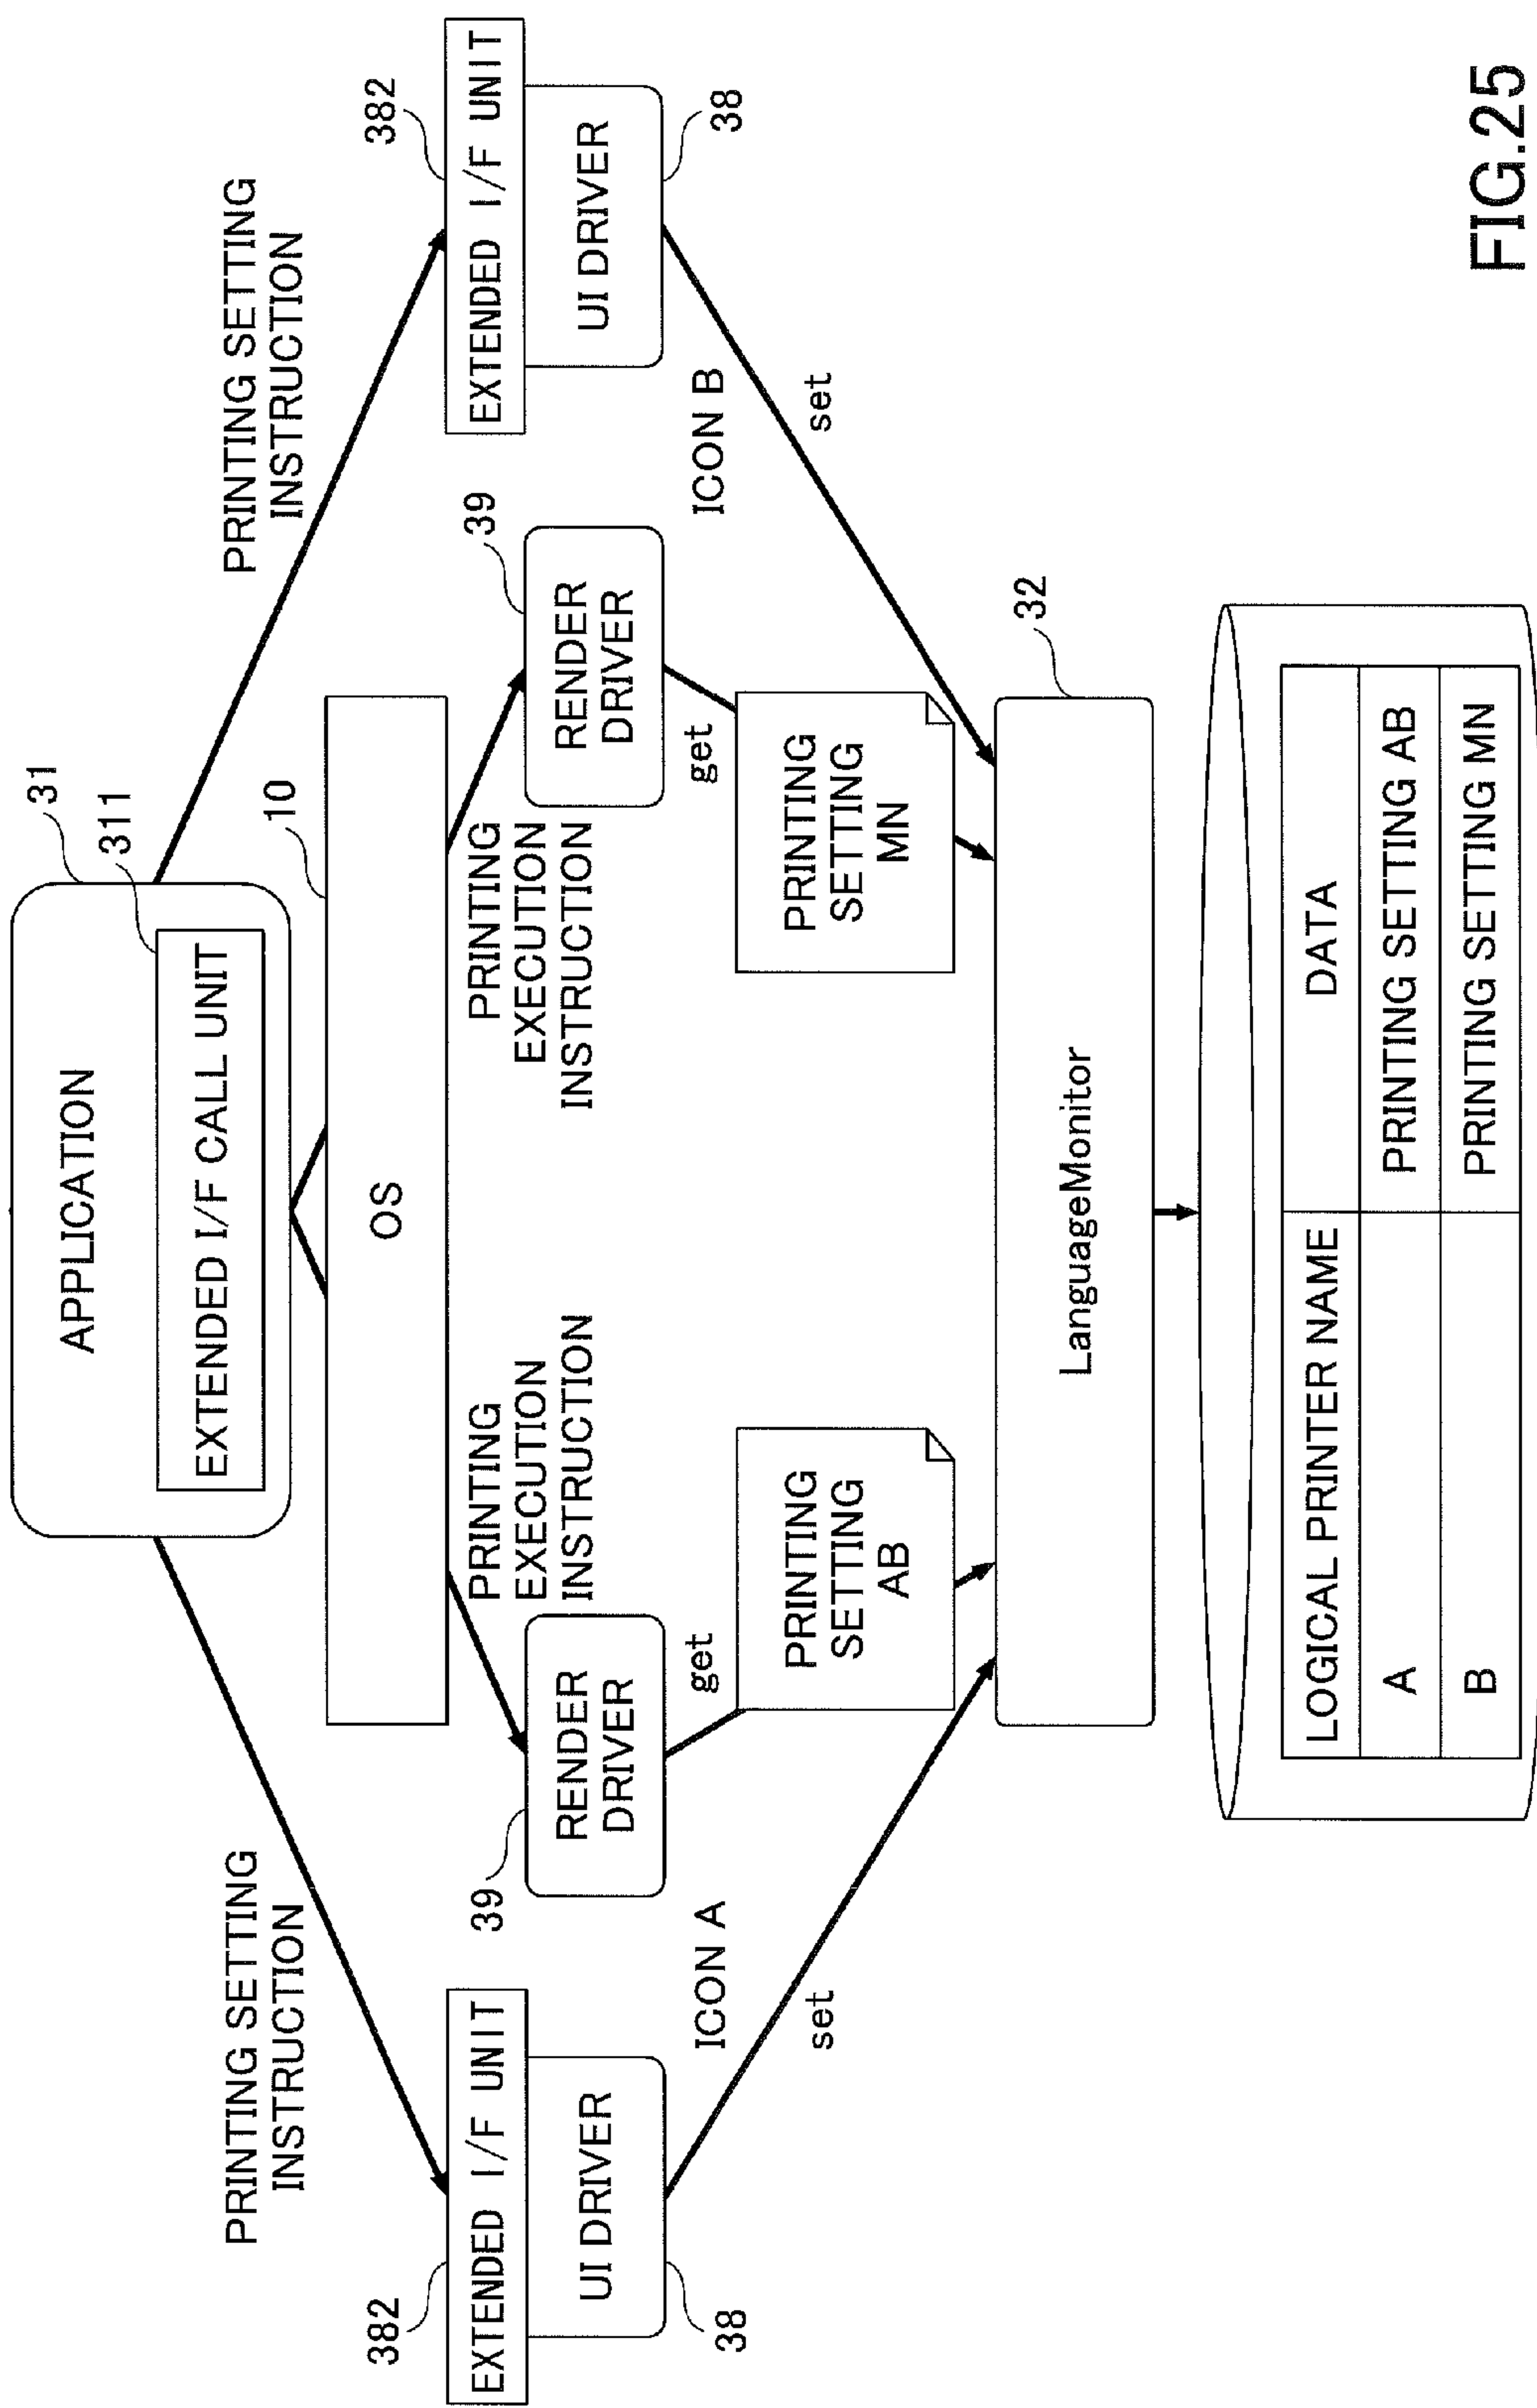 31
APPLICATION
311
EXTENDED I/F CALL UNIT
PRINTING SETTING
INSTRUCTION
PRINTING SETTING
INSTRUCTION
10
OS
382
EXTENDED I/F UNIT
UI DRIVER
38
382
EXTENDED I/F UNIT
UI DRIVER
38
PRINTING
EXECUTION
INSTRUCTION
PRINTING
EXECUTION
INSTRUCTION
39
RENDER
DRIVER
39
RENDER
DRIVER
ICON A
set
get
PRINTING
SETTING
AB
get
PRINTING
SETTING
MN
ICON B
set
32
LanguageMonitor
LOGICAL PRINTER NAME
DATA
A
PRINTING SETTING AB
B
PRINTING SETTING MN
FIG.25